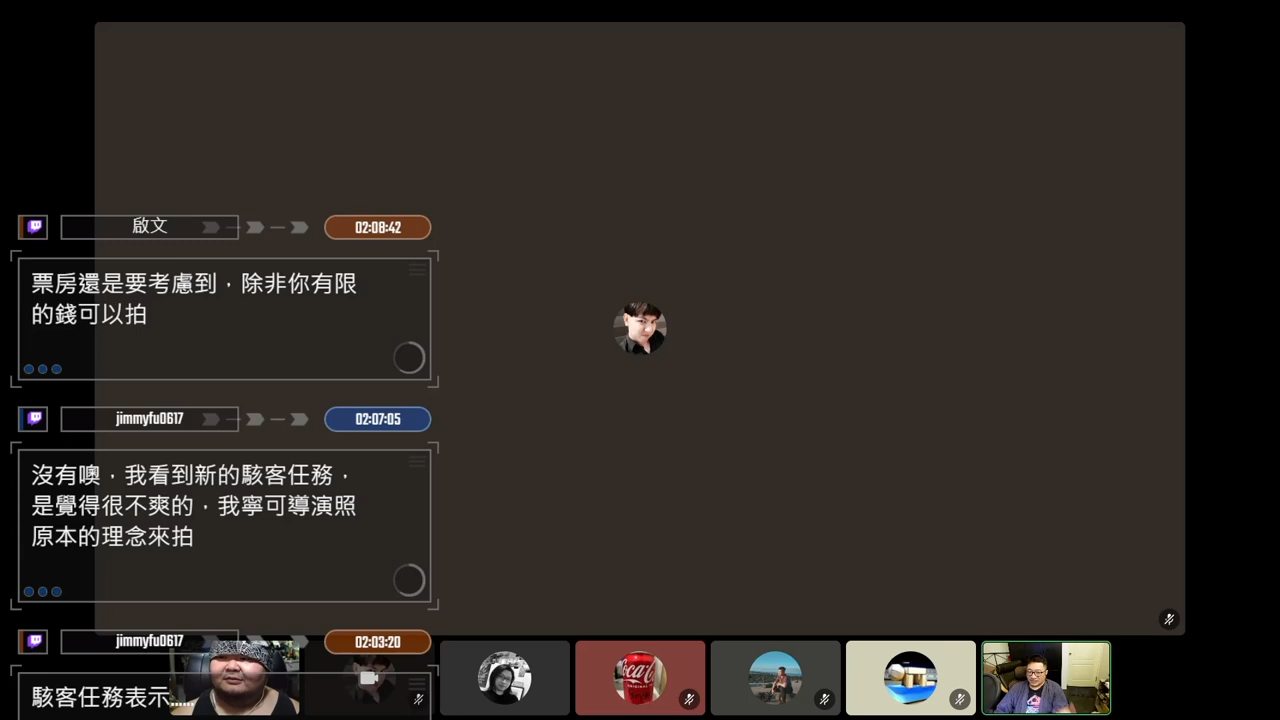 啟文
02:08:42
票房還是要考慮到，除非你有限
的錢可以拍
jimmyfu0617
02:07:05
沒有噢，我看到新的駭客任務，
是覺得很不爽的，我寧可導演照
原本的理念來拍
jimmyfu0617
02:03:20
駭客任務表示......
Coca-Cola
ORIGINAL